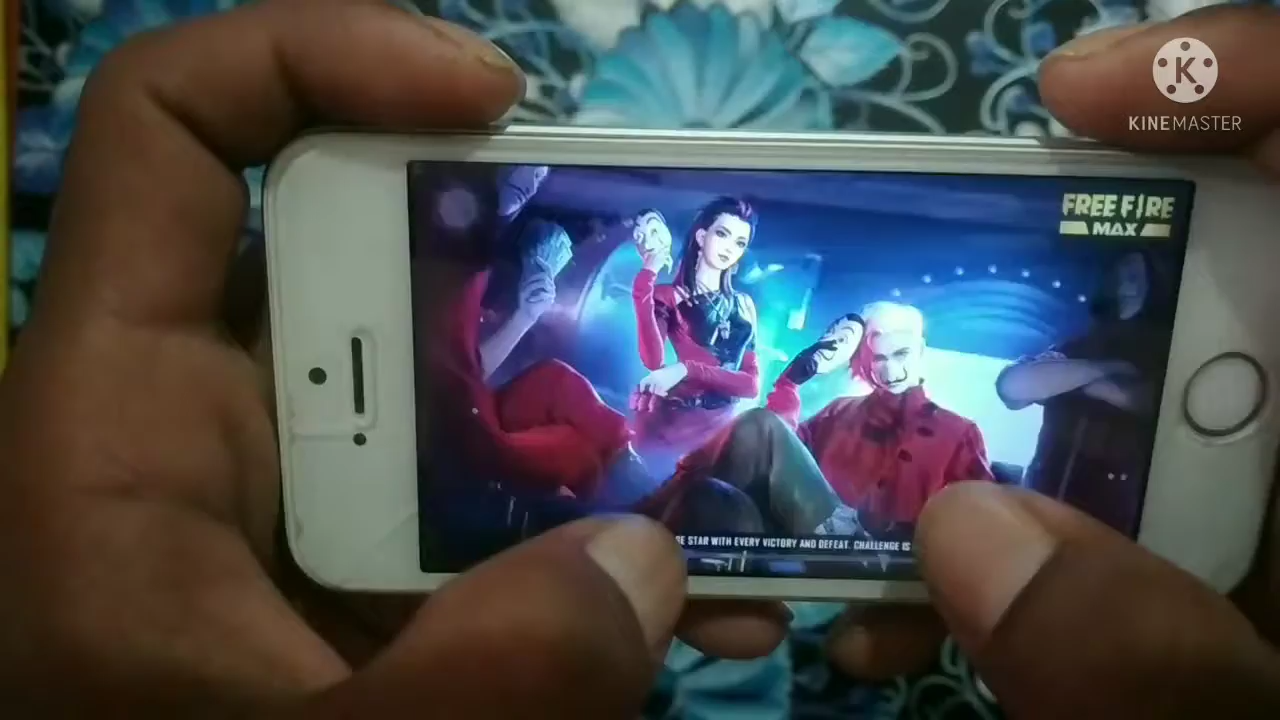 K
KINEMASTER
FREE FIRE
MAX
STAR WITH EVERY VICTORY AND DEFEAT. CHALLENGE IS